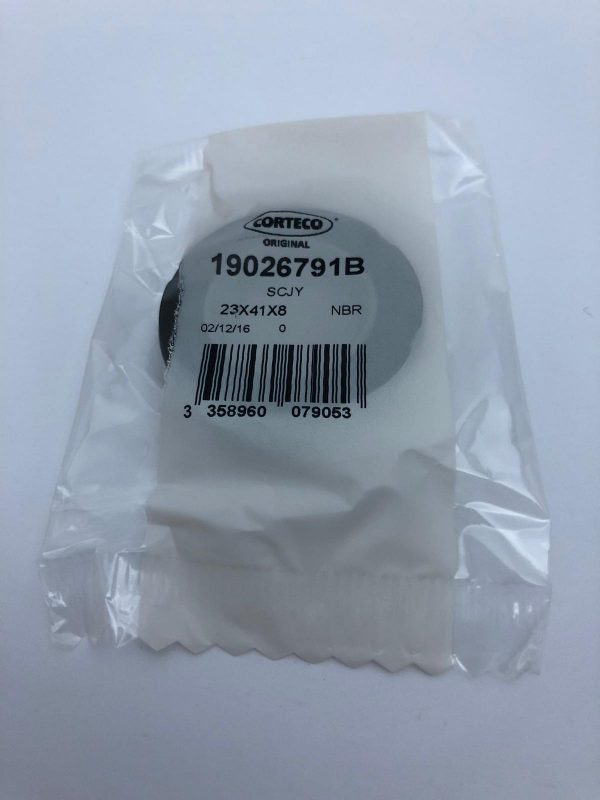 CORTECO®
ORIGINAL
19026791B
SCJY
23X41X8 NBR
02/12/16 0
3 358960 079053